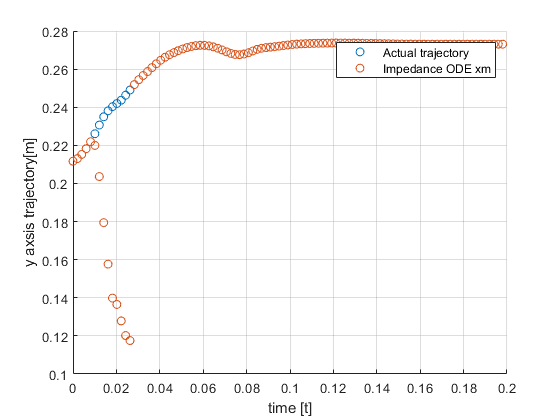 0.28
0.26
0.24
0.22
0.2
0.18
0.16
0.14
0.12
0.1
y axsis trajectory[m]
Actual trajectory
Impedance ODE xm
0 0.02 0.04 0.06 0.08 0.1 0.12 0.14 0.16 0.18 0.2
time [t]